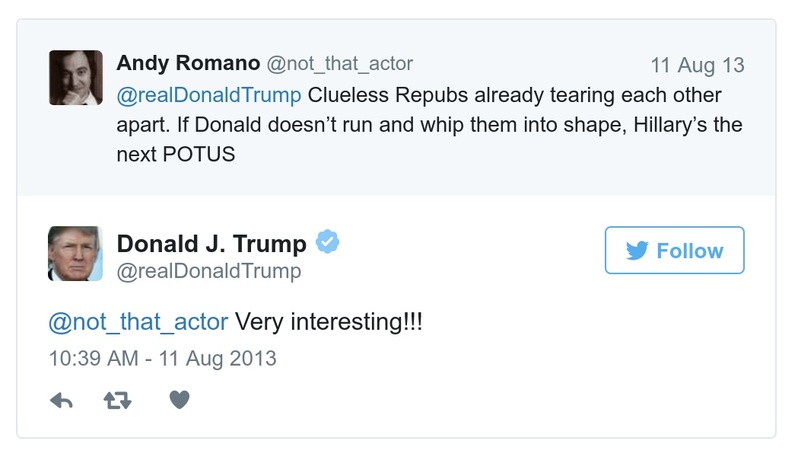 Andy Romano @not_that_actor 11 Aug 13
@realDonaldTrump Clueless Repubs already tearing each other
apart. If Donald doesn’t run and whip them into shape, Hillary’s the
next POTUS
Donald J. Trump
@realDonaldTrump
Follow
@not_that_actor Very interesting!!!
10:39 AM - 11 Aug 2013